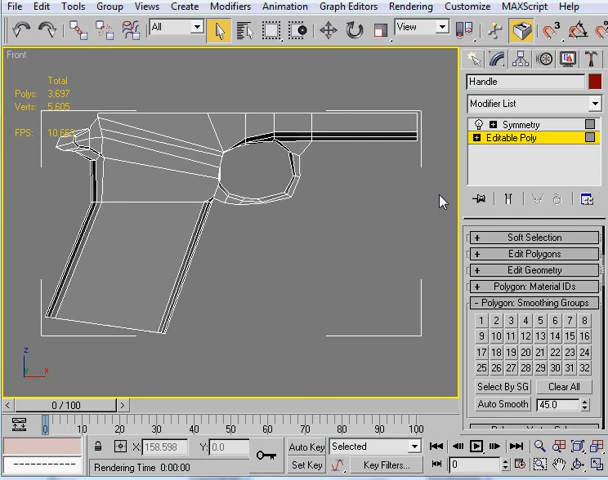 File Edit Tools Group Views Create Modifiers Animation Graph Editors Rendering Customize MAXScript Help
All
View
Front
Total
Polys: 3,697
Verts: 5,605
FPS:
Handle
Modifier List
Symmetry
Editable Poly
+ Soft Selection
+ Edit Polygons
+ Edit Geometry
+ Polygon: Material IDs
- Polygon: Smoothing Groups
1 2 3 4 5 6 7 8
9 10 11 12 13 14 15 16
17 18 19 20 21 22 23 24
25 26 27 28 29 30 31 32
Select By SG Clear All
Auto Smooth 45.0
z
x
0 / 100
0 10 20 30 40 50 60 70 80 90 100
X: 158.598 Y: 0.0
Auto Key Selected
Rendering Time 0:00:00
Set Key Key Filters... 0